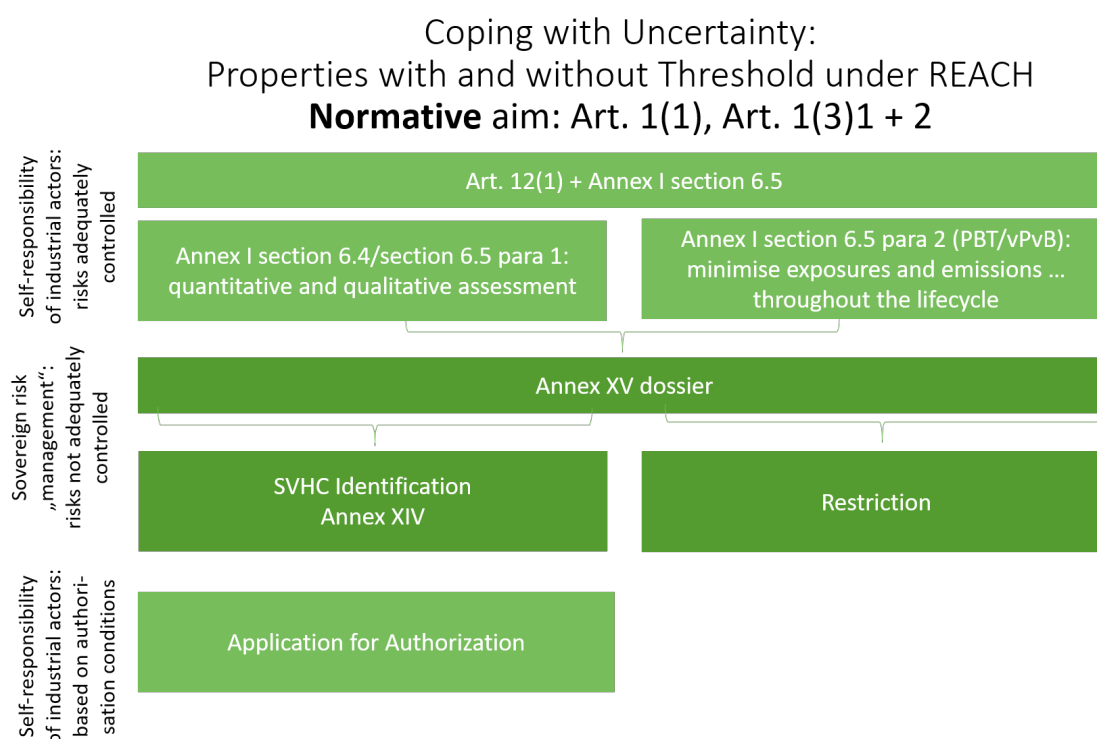 Coping with Uncertainty:
Properties with and without Threshold under REACH
Normative aim: Art. 1(1), Art. 1(3)1 + 2
Self-responsibility
of industrial actors:
risks adequately
controlled
Art. 12(1) + Annex I section 6.5
Annex I section 6.4/section 6.5 para 1:
quantitative and qualitative assessment
Annex I section 6.5 para 2 (PBT/vPvB):
minimise exposures and emissions …
throughout the lifecycle
Sovereign risk
„management“:
risks not adequately
controlled
Annex XV dossier
SVHC Identification
Annex XIV
Restriction
Self-responsibility
of industrial actors:
based on authori-
sation conditions
Application for Authorization